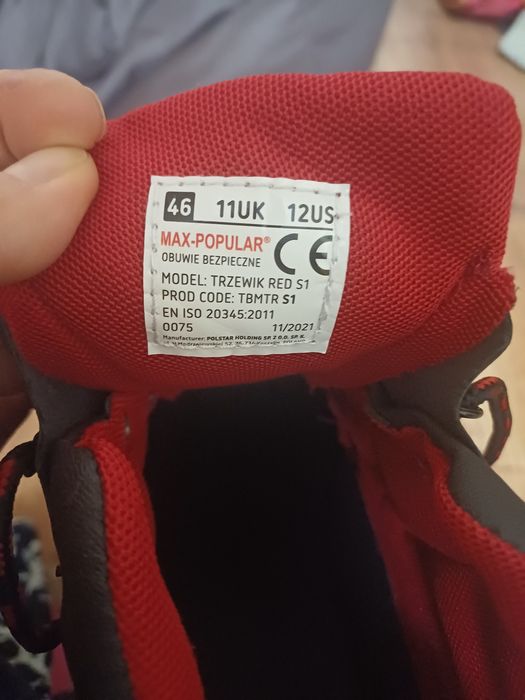 46 11UK 12US
MAX-POPULAR® CE
OBUWIE BEZPIECZNE
MODEL: TRZEWIK RED S1
PROD CODE: TBMTR S1
EN ISO 20345:2011
0075 11/2021
Manufacturer: POLSTAR HOLDING SP. Z O.O. SP. K.